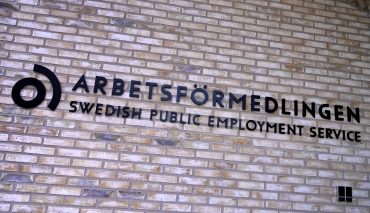 ARBETSFÖRMEDLINGEN
SWEDISH PUBLIC EMPLOYMENT SERVICE